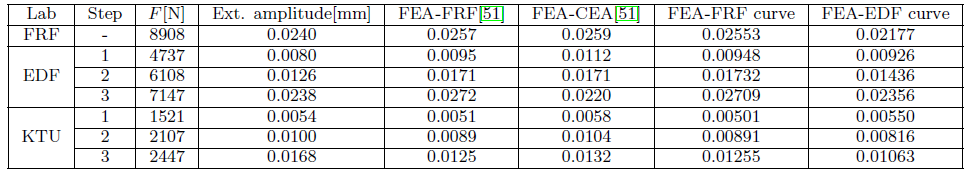 Lab Step F[N] Ext. amplitude[mm] FEA-FRF[51] FEA-CEA[51] FEA-FRF curve FEA-EDF curve
FRF - 8908 0.0240 0.0257 0.0259 0.02553 0.02177
EDF 1 4737 0.0080 0.0095 0.0112 0.00948 0.00926
2 6108 0.0126 0.0171 0.0171 0.01732 0.01436
3 7147 0.0238 0.0272 0.0220 0.02709 0.02356
KTU 1 1521 0.0054 0.0051 0.0058 0.00501 0.00550
2 2107 0.0100 0.0089 0.0104 0.00891 0.00816
3 2447 0.0168 0.0125 0.0132 0.01255 0.01063